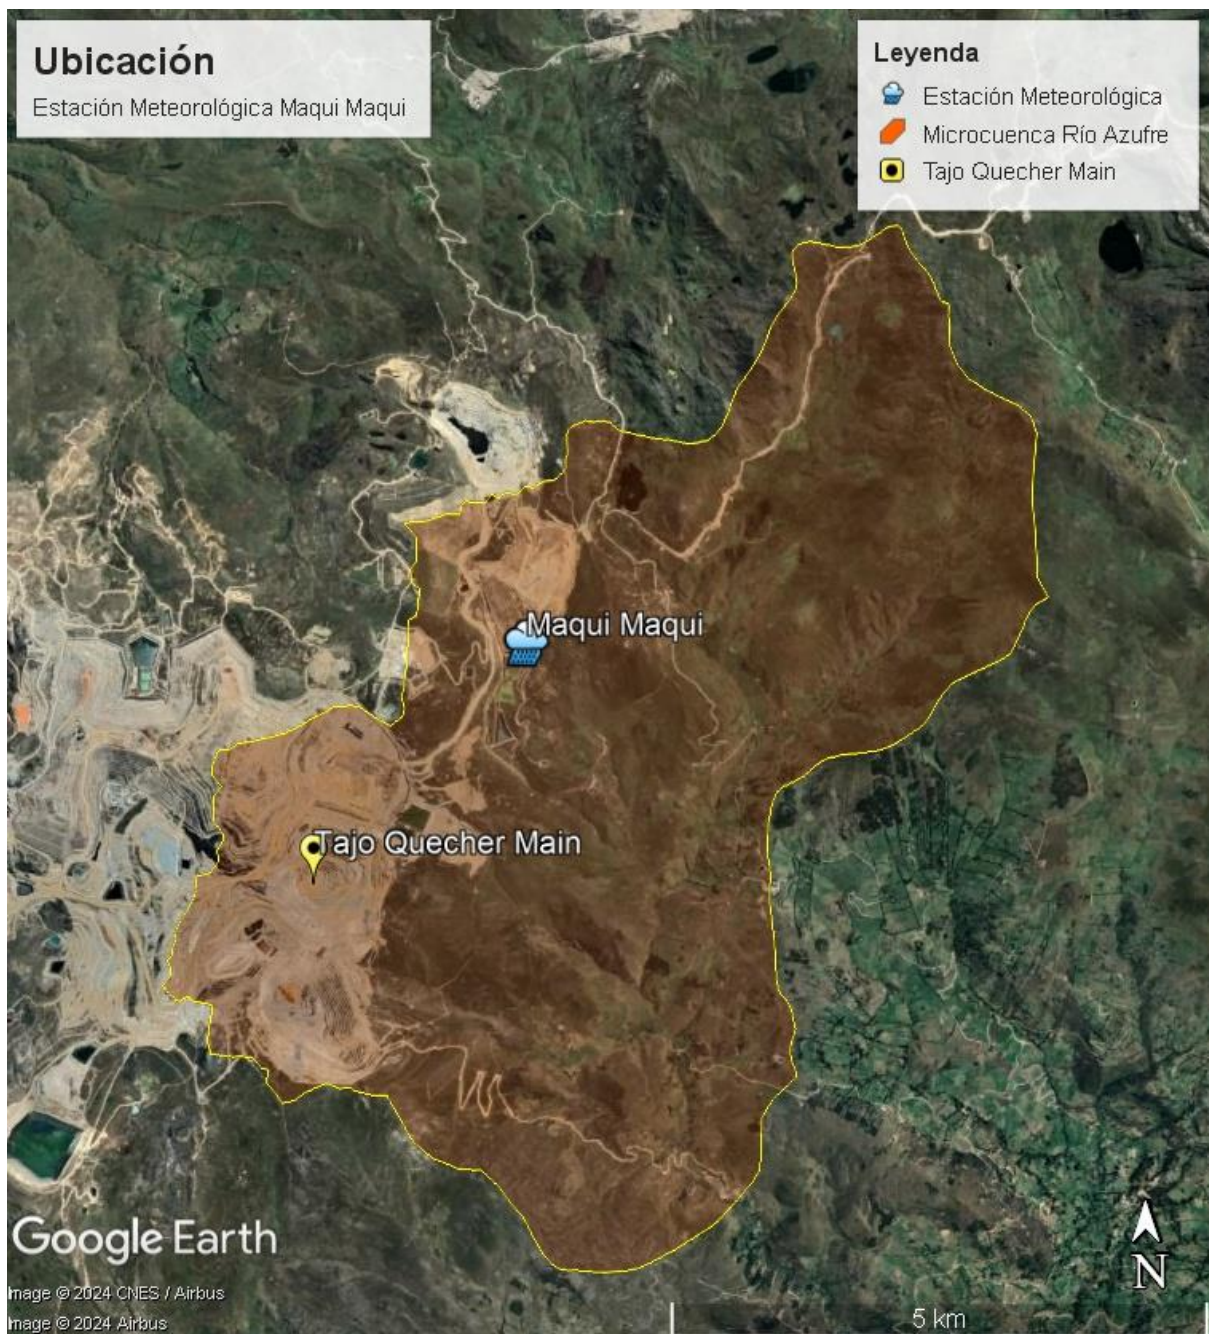 Ubicación
Estación Meteorológica Maqui Maqui
Leyenda
Estación Meteorológica
Microcuenca Río Azufre
Tajo Quecher Main
Maqui Maqui
Tajo Quecher Main
Google Earth
N
Image © 2024 CNES / Airbus
Image © 2024 Airbus
5 km